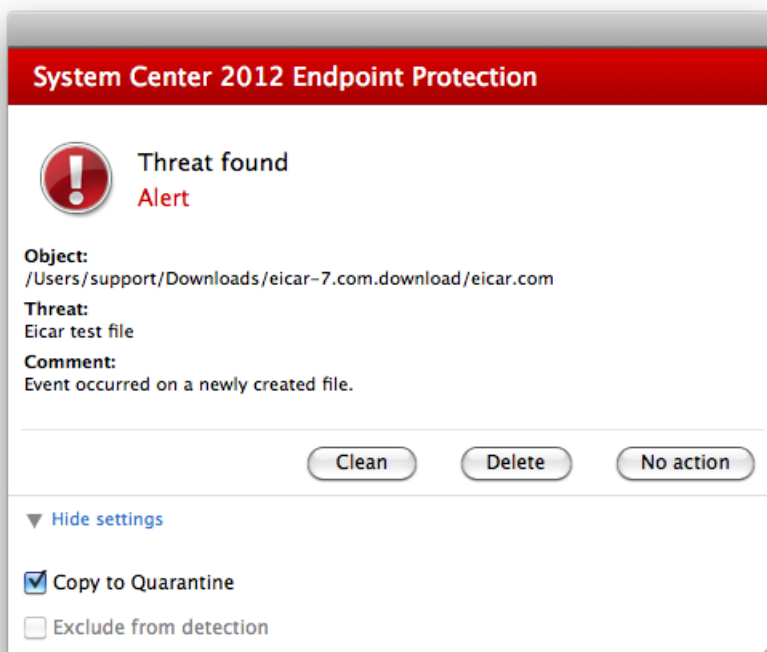 System Center 2012 Endpoint Protection
Threat found
Alert
Object:
/Users/support/Downloads/eicar-7.com.download/eicar.com
Threat:
Eicar test file
Comment:
Event occurred on a newly created file.
Clean Delete No action
Hide settings
Copy to Quarantine
Exclude from detection